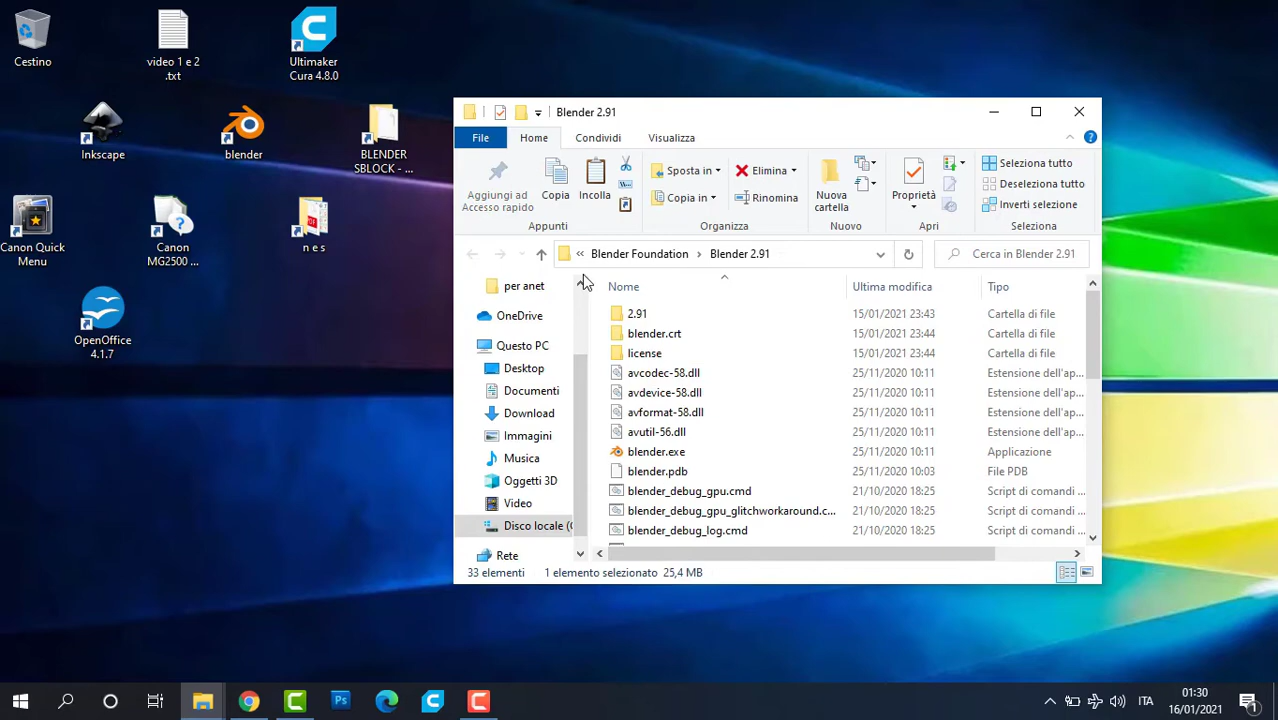 Cestino
video 1 e 2
.txt
Ultimaker
Cura 4.8.0
Inkscape
blender
BLENDER
SBLOCK - ...
Canon Quick
Menu
Canon
MG2500 ...
n e s
OpenOffice
4.1.7
Blender 2.91
File
Home
Condividi
Visualizza
Aggiungi ad
Accesso rapido
Copia
Incolla
Sposta in
Copia in
Elimina
Rinomina
Nuova
cartella
Proprietà
Seleziona tutto
Deseleziona tutto
Inverti selezione
Appunti
Organizza
Nuovo
Apri
Selezione
« Blender Foundation › Blender 2.91
Cerca in Blender 2.91
per anet
OneDrive
Questo PC
Desktop
Documenti
Download
Immagini
Musica
Oggetti 3D
Video
Disco locale (C
Rete
Nome Ultima modifica Tipo
2.91 15/01/2021 23:43 Cartella di file
blender.crt 15/01/2021 23:44 Cartella di file
license 15/01/2021 23:44 Cartella di file
avcodec-58.dll 25/11/2020 10:11 Estensione dell'ap...
avdevice-58.dll 25/11/2020 10:11 Estensione dell'ap...
avformat-58.dll 25/11/2020 10:11 Estensione dell'ap...
avutil-56.dll 25/11/2020 10:11 Estensione dell'ap...
blender.exe 25/11/2020 10:11 Applicazione
blender.pdb 25/11/2020 10:03 File PDB
blender_debug_gpu.cmd 21/10/2020 18:25 Script di comandi ...
blender_debug_gpu_glitchworkaround.c... 21/10/2020 18:25 Script di comandi ...
blender_debug_log.cmd 21/10/2020 18:25 Script di comandi ...
33 elementi 1 elemento selezionato 25,4 MB
Ps
ITA
01:30
16/01/2021
1